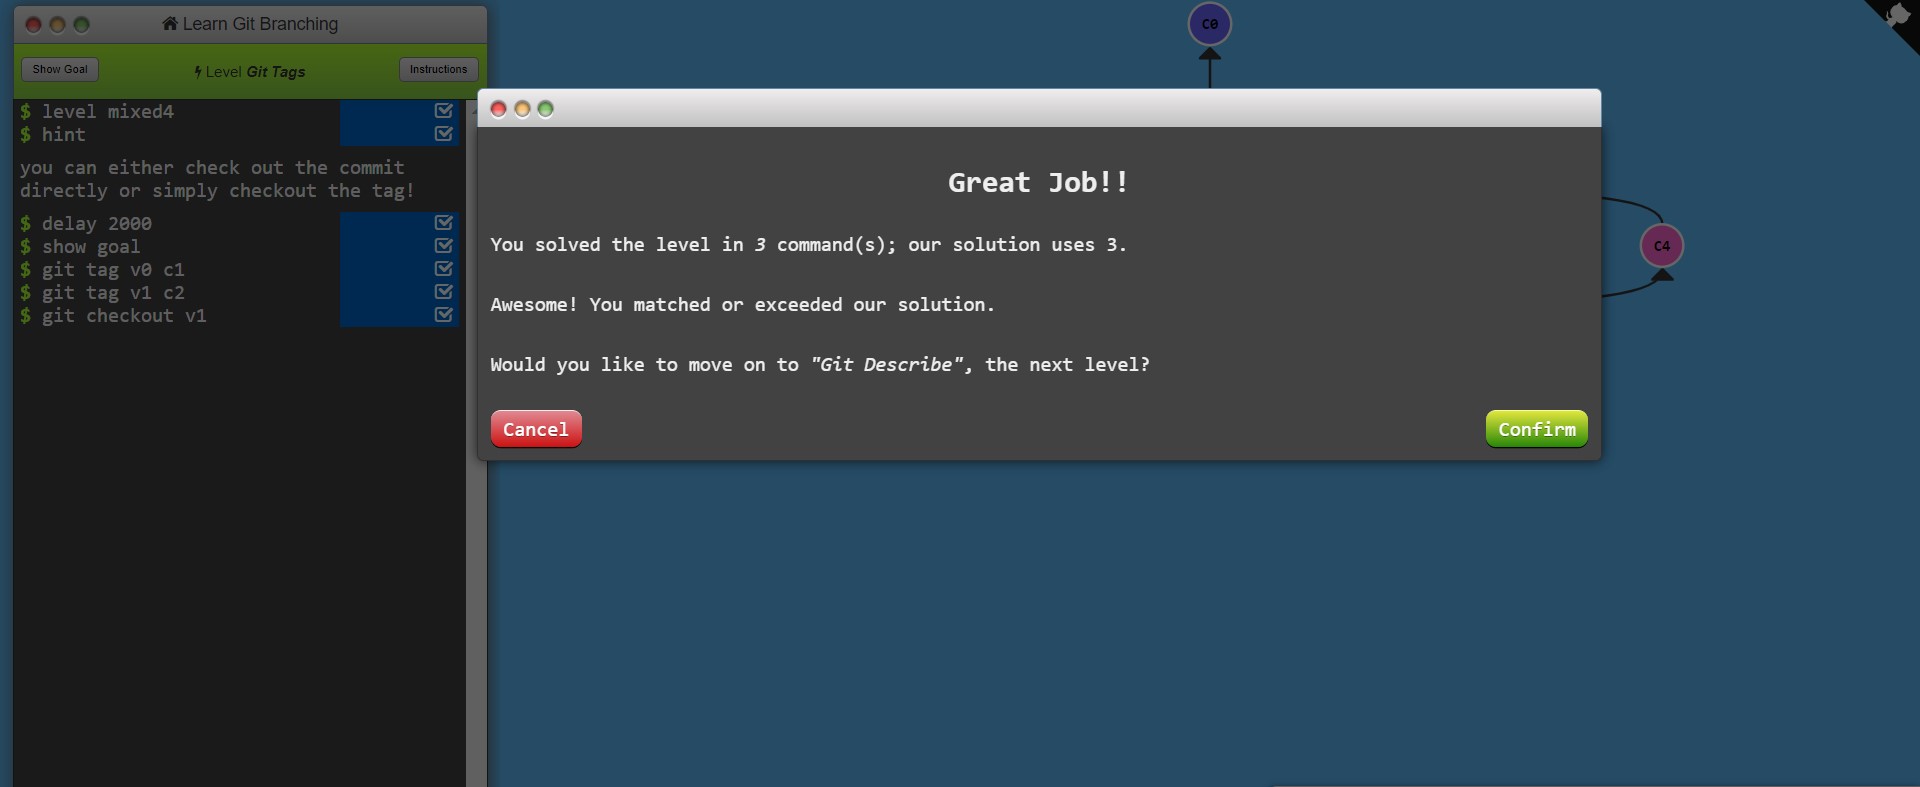 Learn Git Branching
Show Goal
Level Git Tags
Instructions
$ level mixed4
$ hint
you can either check out the commit
directly or simply checkout the tag!
$ delay 2000
$ show goal
$ git tag v0 c1
$ git tag v1 c2
$ git checkout v1
C0
Great Job!!
You solved the level in 3 command(s); our solution uses 3.
Awesome! You matched or exceeded our solution.
Would you like to move on to "Git Describe", the next level?
Cancel
Confirm
C4